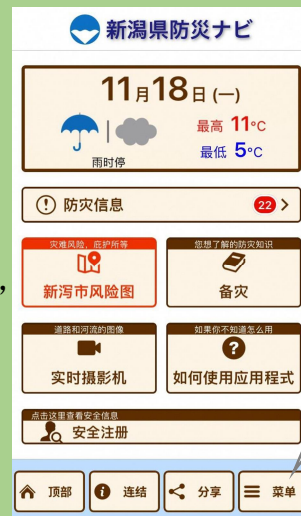 新潟県防災ナビ
11月18日(一)
最高 11℃
最低 5℃
雨时停
防灾信息 22
灾难风险，庇护所等
新泻市风险图
您想了解的防灾知识
备灾
道路和河流的图像
实时摄影机
如果你不知道怎么用
如何使用应用程式
点击这里查看安全信息
安全注册
顶部
连结
分享
菜单